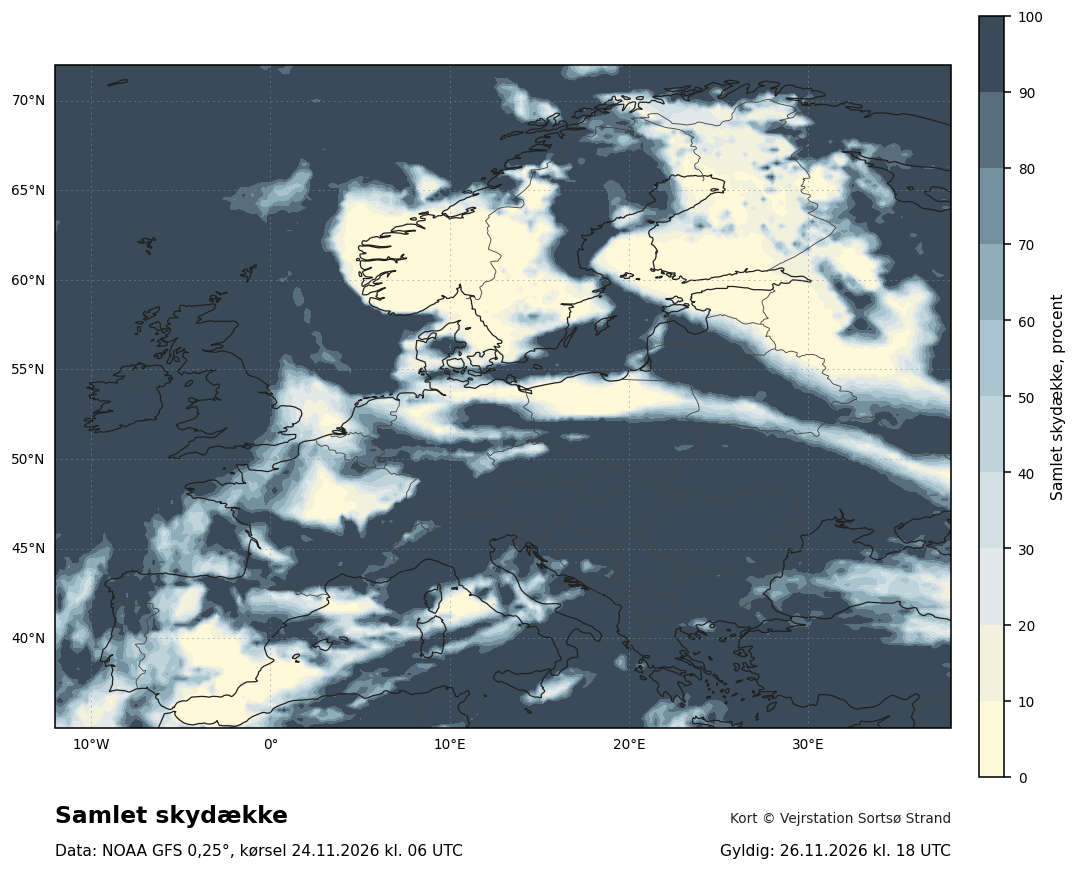 70°N
65°N
60°N
55°N
50°N
45°N
40°N
10°W
0°
10°E
20°E
30°E
100
90
80
70
60
50
40
30
20
10
0
Samlet skydække, procent
Samlet skydække
Kort © Vejrstation Sortsø Strand
Data: NOAA GFS 0,25°, kørsel 24.11.2026 kl. 06 UTC
Gyldig: 26.11.2026 kl. 18 UTC